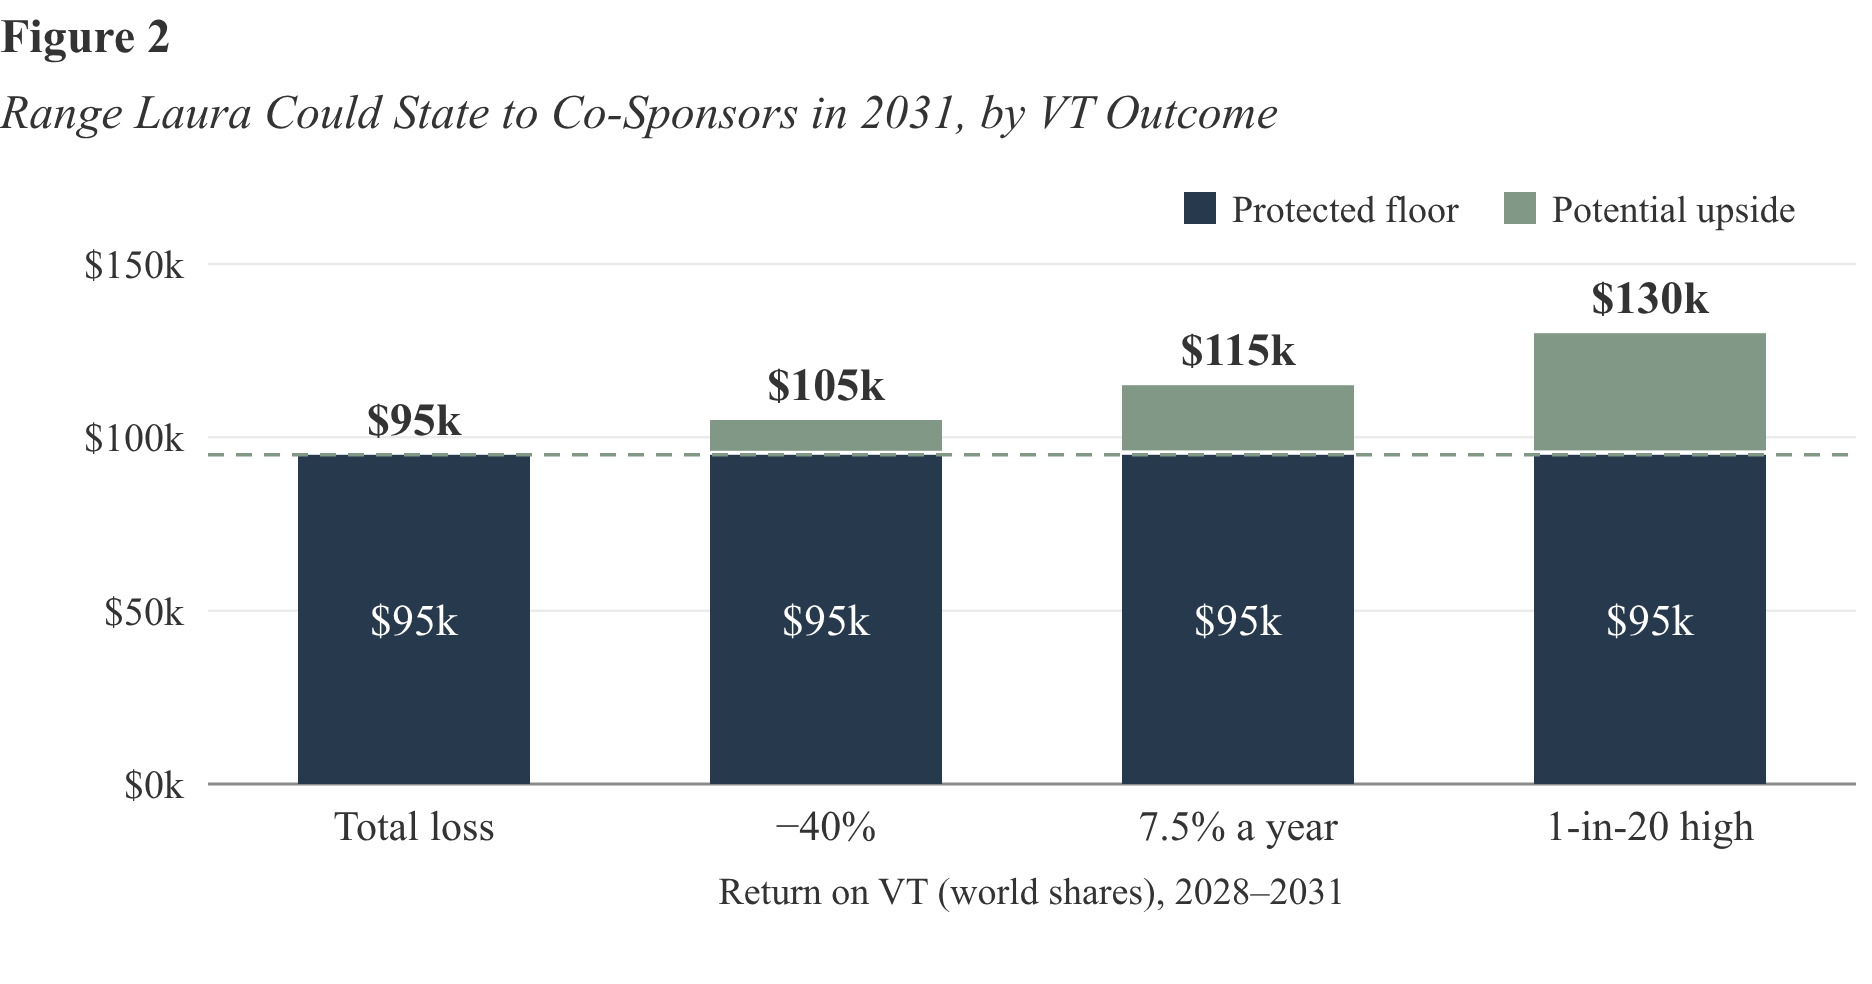 Figure 2
Range Laura Could State to Co-Sponsors in 2031, by VT Outcome
Protected floor Potential upside
$150k
$130k
$115k
$105k
$95k
$100k
$95k $95k $95k $95k
$50k
$0k
Total loss −40% 7.5% a year 1-in-20 high
Return on VT (world shares), 2028–2031